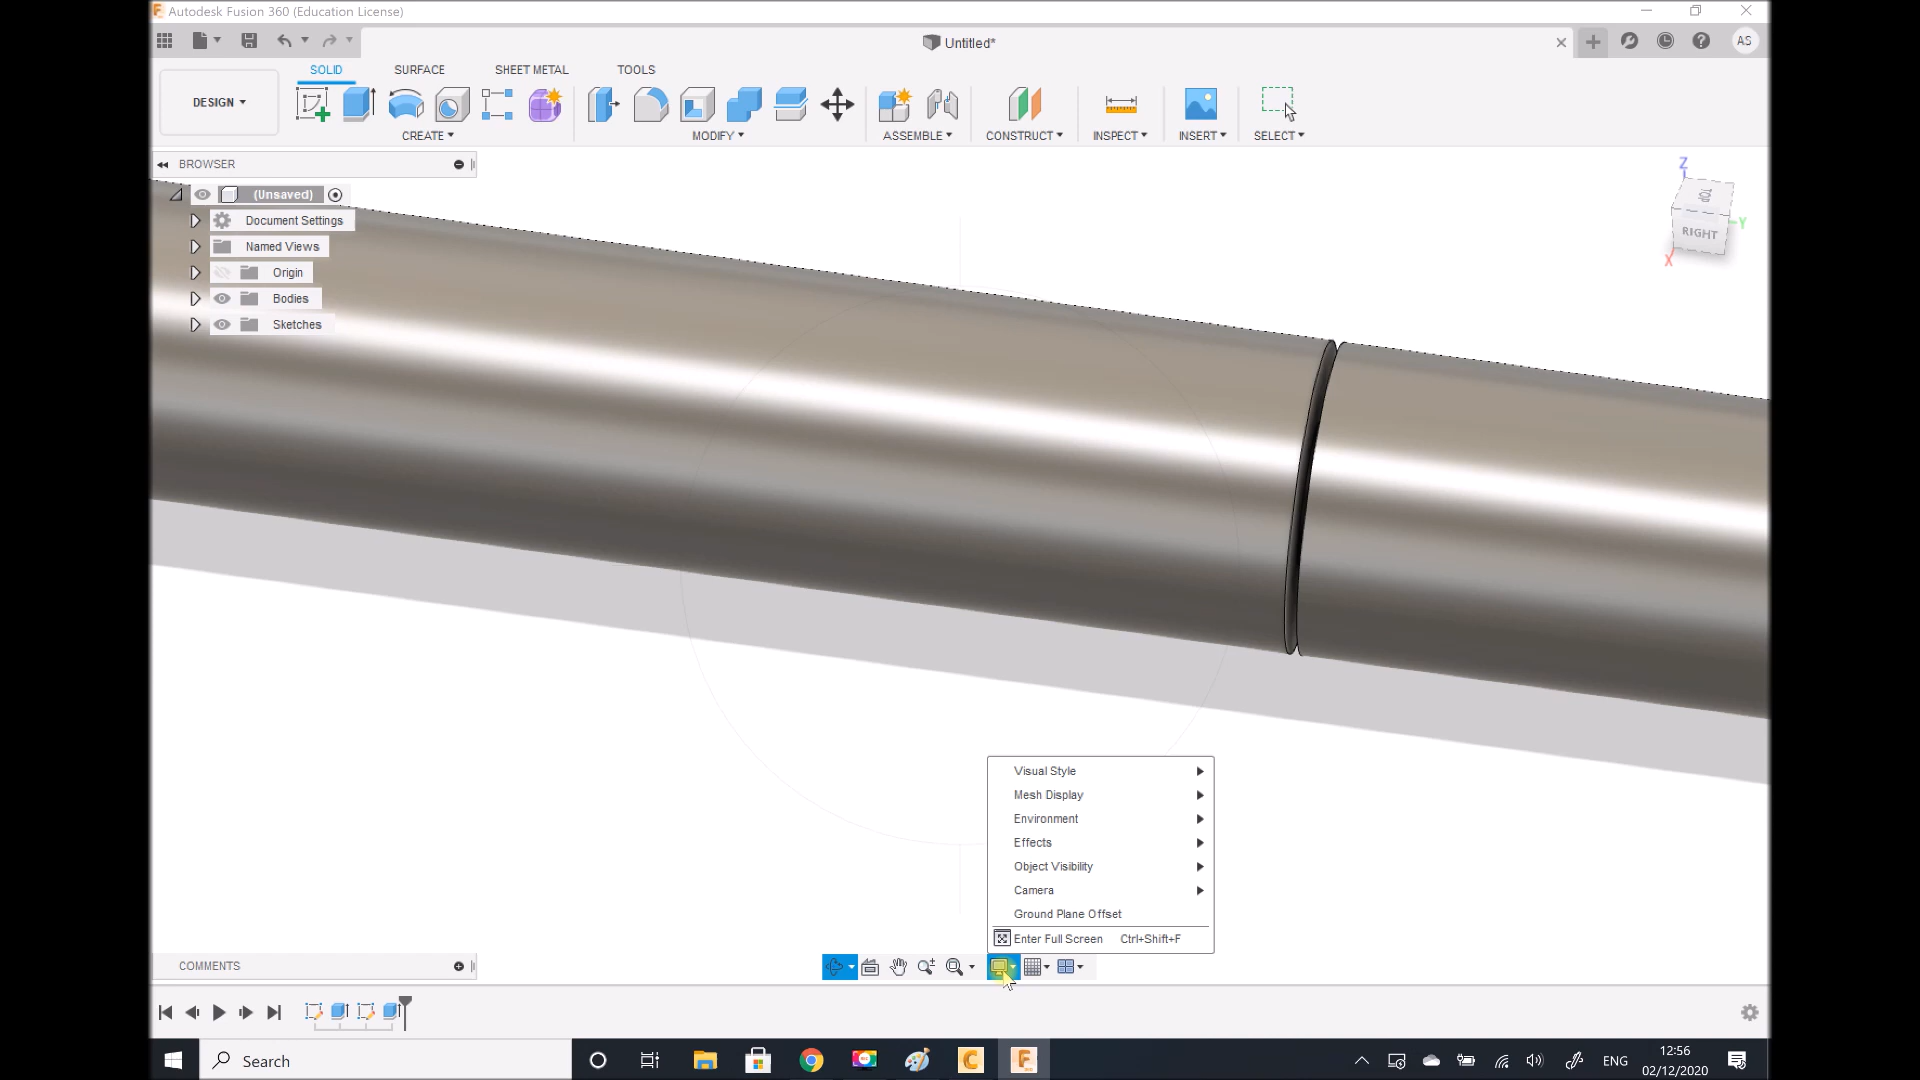 Autodesk Fusion 360 (Education License)
Untitled*
AS
SOLID
SURFACE
SHEET METAL
TOOLS
DESIGN
CREATE
MODIFY
ASSEMBLE
CONSTRUCT
INSPECT
INSERT
SELECT
BROWSER
(Unsaved)
Document Settings
Named Views
Origin
Bodies
Sketches
Z
TOP
Y
RIGHT
X
Visual Style
Mesh Display
Environment
Effects
Object Visibility
Camera
Ground Plane Offset
Enter Full Screen Ctrl+Shift+F
COMMENTS
Search
ENG
12:56
02/12/2020